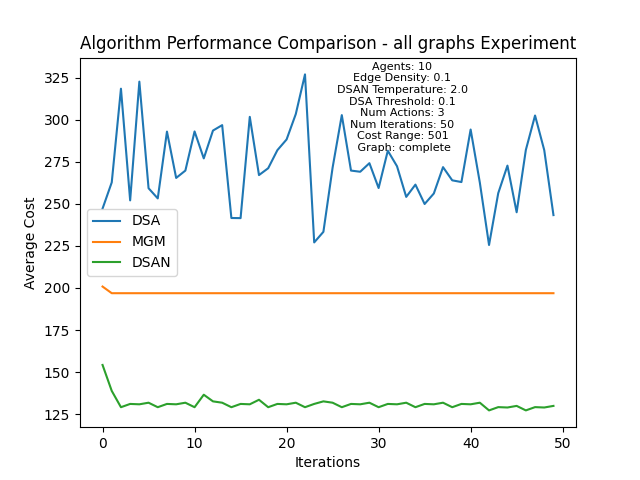 Algorithm Performance Comparison - all graphs Experiment
Agents: 10
Edge Density: 0.1
DSAN Temperature: 2.0
DSA Threshold: 0.1
Num Actions: 3
Num Iterations: 50
Cost Range: 501
Graph: complete
Average Cost
325
300
275
250
225
200
175
150
125
DSA
MGM
DSAN
0 10 20 30 40 50
Iterations